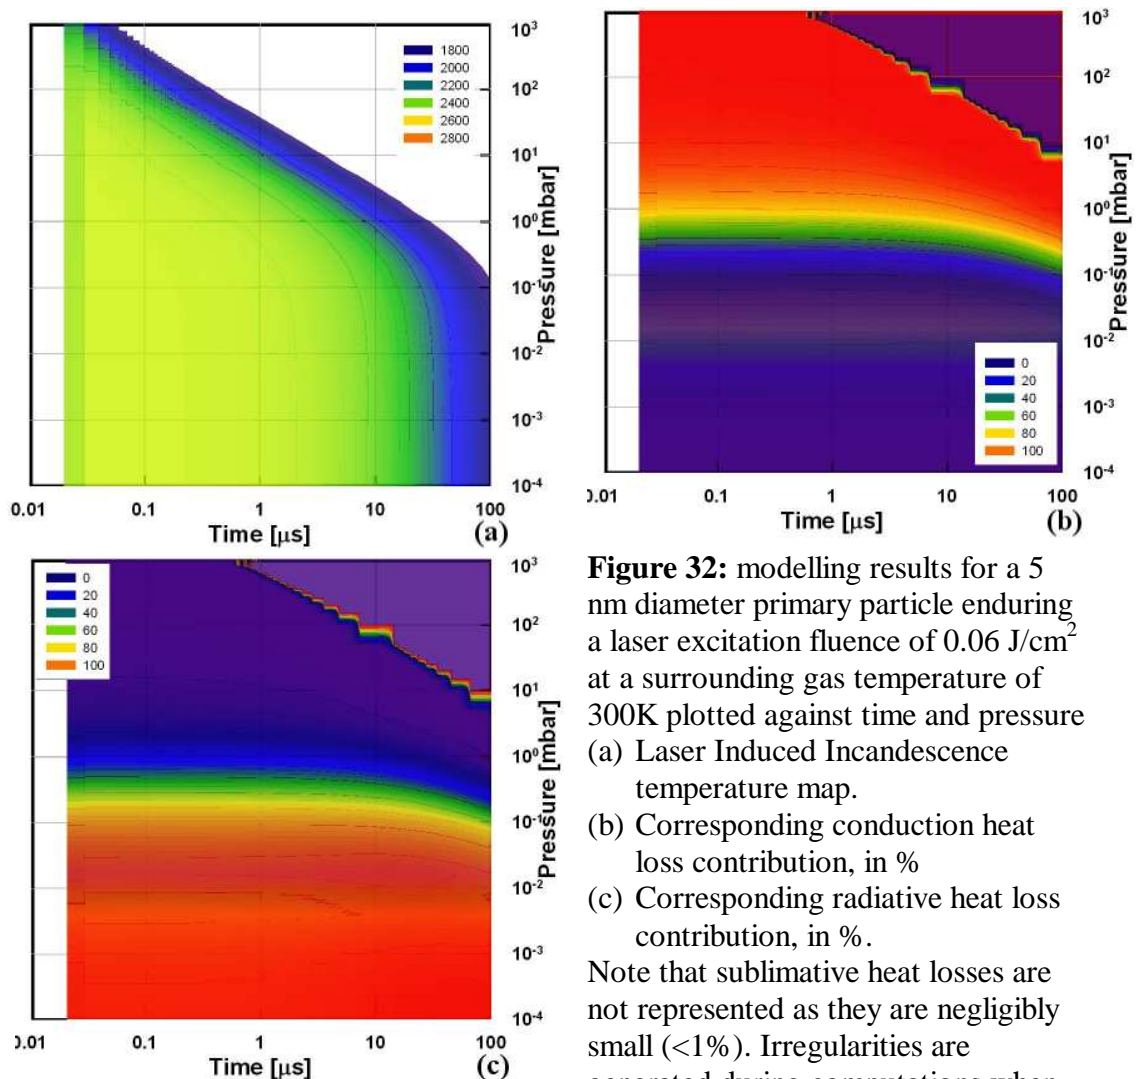 10³
10²
10¹
10⁰
10⁻¹
10⁻²
10⁻³
10⁻⁴
Pressure [mbar]
1800
2000
2200
2400
2600
2800
0.01 0.1 1 10 100
Time [µs]
(a)
10³
10²
10¹
10⁰
10⁻¹
10⁻²
10⁻³
10⁻⁴
Pressure [mbar]
0
20
40
60
80
100
0.01 0.1 1 10 100
Time [µs]
(b)
0
20
40
60
80
100
10³
10²
10¹
10⁰
10⁻¹
10⁻²
10⁻³
10⁻⁴
Pressure [mbar]
0.01 0.1 1 10 100
Time [µs]
(c)
Figure 32: modelling results for a 5
nm diameter primary particle enduring
a laser excitation fluence of 0.06 J/cm²
at a surrounding gas temperature of
300K plotted against time and pressure
(a) Laser Induced Incandescence
temperature map.
(b) Corresponding conduction heat
loss contribution, in %
(c) Corresponding radiative heat loss
contribution, in %.
Note that sublimative heat losses are
not represented as they are negligibly
small (<1%). Irregularities are
generated during computations when